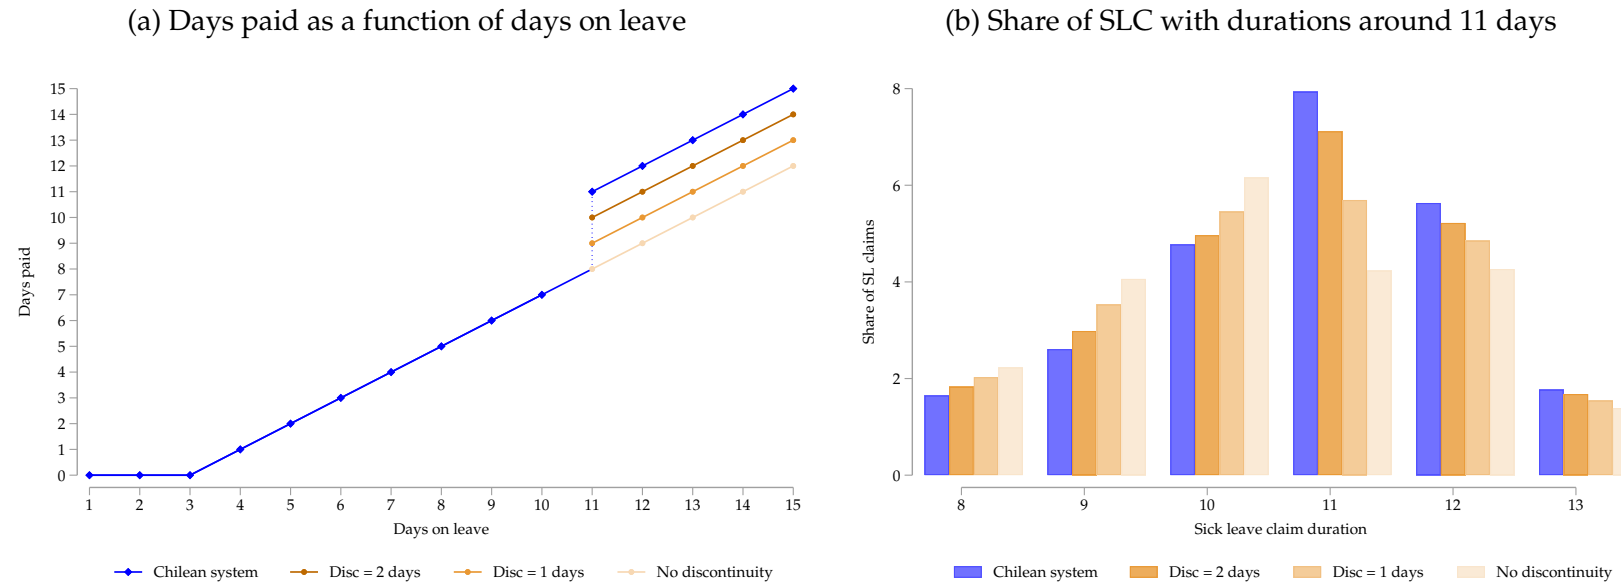 (a) Days paid as a function of days on leave
Days paid
15
14
13
12
11
10
9
8
7
6
5
4
3
2
1
0
1 2 3 4 5 6 7 8 9 10 11 12 13 14 15
Days on leave
Chilean system Disc = 2 days Disc = 1 days No discontinuity
(b) Share of SLC with durations around 11 days
Share of SL claims
8
6
4
2
0
8 9 10 11 12 13
Sick leave claim duration
Chilean system Disc = 2 days Disc = 1 days No discontinuity